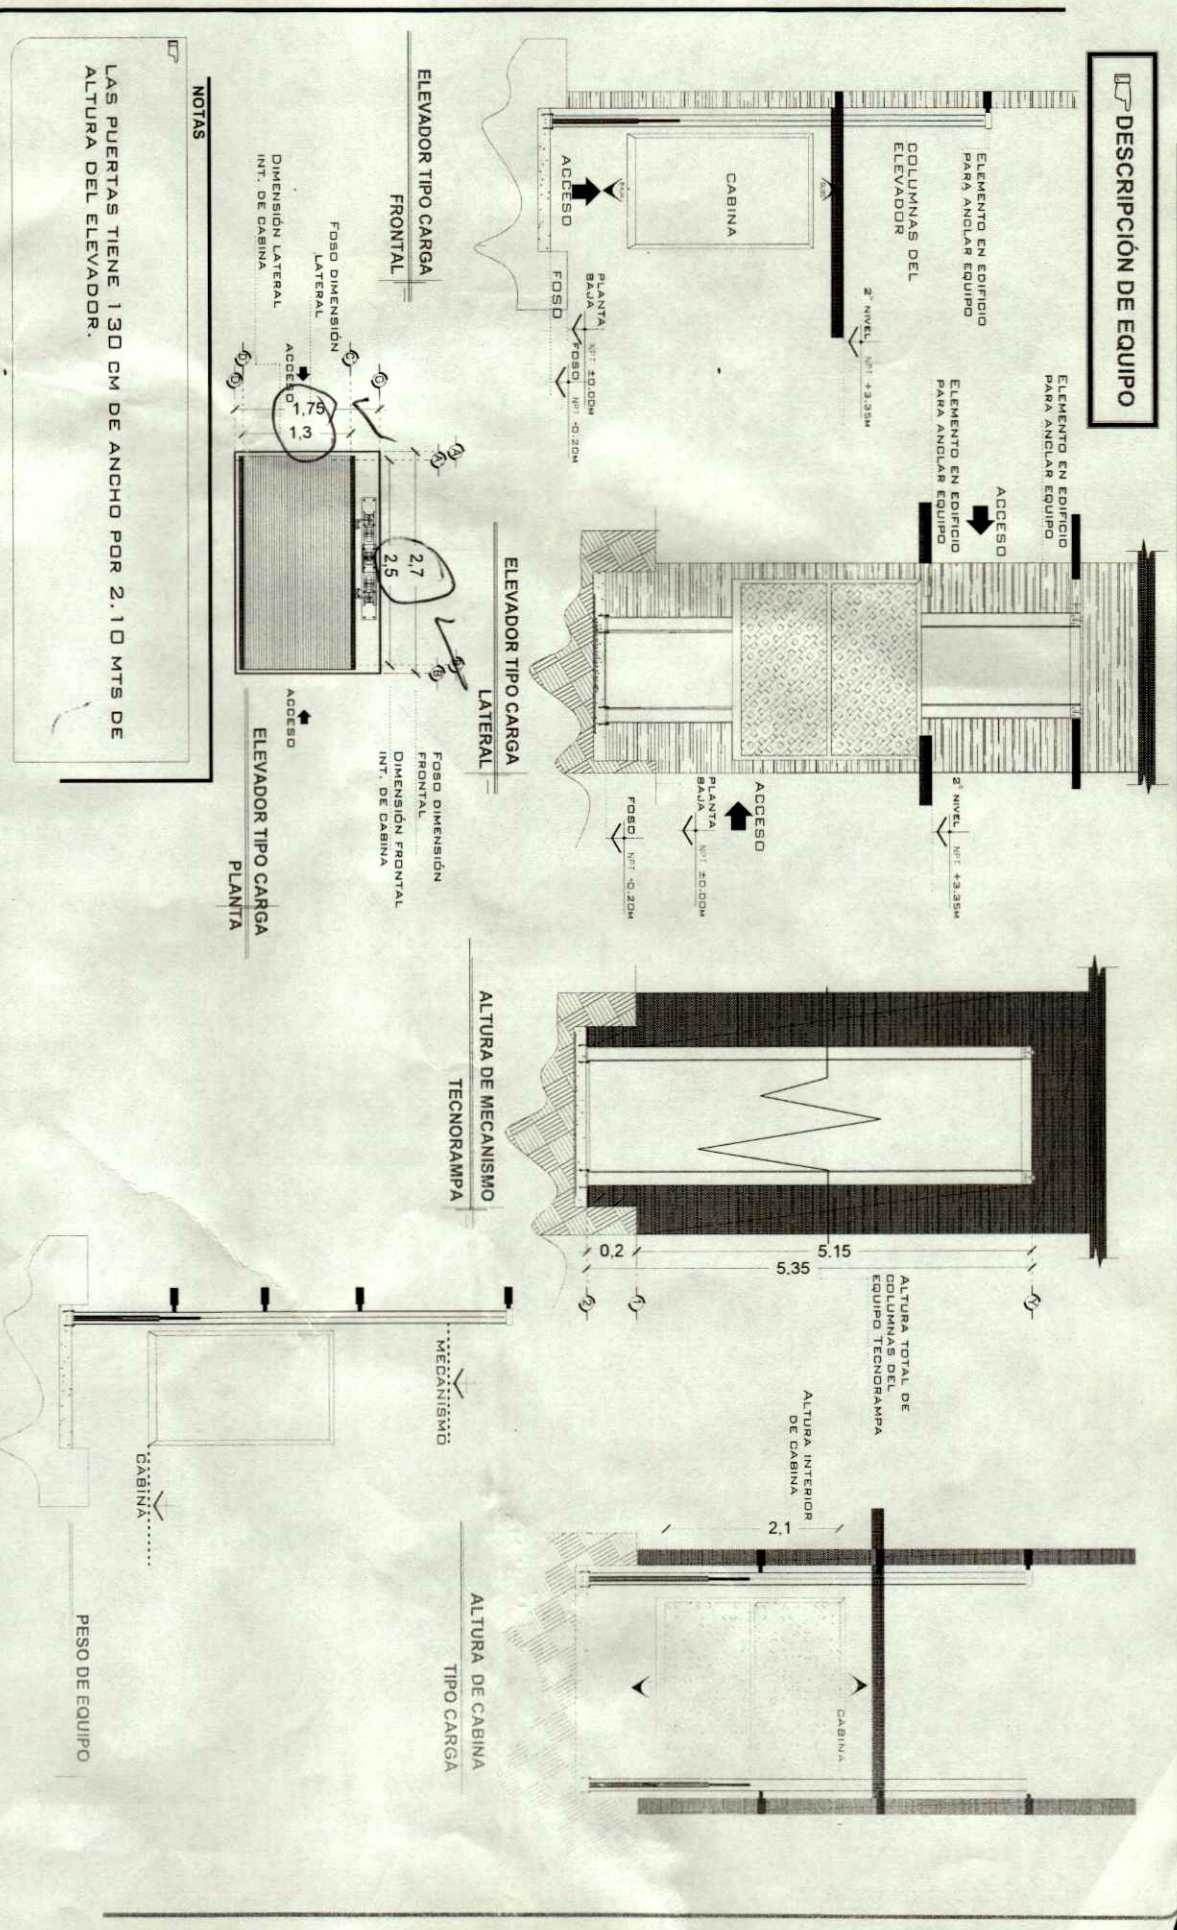 DESCRIPCIÓN DE EQUIPO
ELEMENTO EN EDIFICIO
PARA ANCLAR EQUIPO
COLUMNAS DEL
ELEVADOR
2° NIVEL NPT +3.35M
CABINA
ACCESO
FOSO
PLANTA
BAJA NPT ±0.00M
FOSO NPT -0.20M
ELEVADOR TIPO CARGA
FRONTAL
ELEMENTO EN EDIFICIO
PARA ANCLAR EQUIPO
ACCESO
ELEMENTO EN EDIFICIO
PARA ANCLAR EQUIPO
2° NIVEL NPT +3.35M
ACCESO
PLANTA
BAJA NPT ±0.00M
FOSO NPT -0.20M
ELEVADOR TIPO CARGA
LATERAL
5.15
0,2
5.35
1'
1
2
ALTURA TOTAL DE
COLUMNAS DEL
EQUIPO TECNORAMPA
ALTURA DE MECANISMO
TECNORAMPA
ALTURA INTERIOR
DE CABINA
2,1
CABINA
ALTURA DE CABINA
TIPO CARGA
FOSO DIMENSIÓN
LATERAL
DIMENSIÓN LATERAL
INT. DE CABINA
ACCESO
1,75
1,3
2,7
2,5
FOSO DIMENSIÓN
FRONTAL
DIMENSIÓN FRONTAL
INT. DE CABINA
ACCESO
ELEVADOR TIPO CARGA
PLANTA
MECANISMO
CABINA
PESO DE EQUIPO
NOTAS
LAS PUERTAS TIENE 130 CM DE ANCHO POR 2.10 MTS DE
ALTURA DEL ELEVADOR.